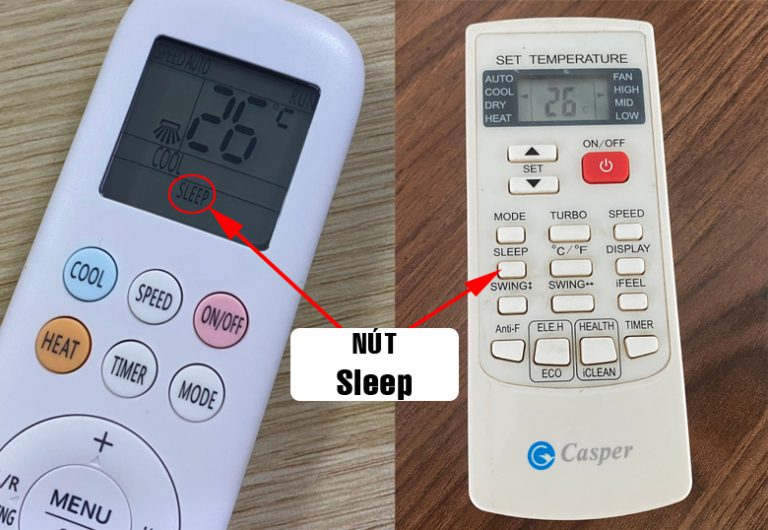 SPEED AUTO
RUN
26°C
COOL
SLEEP
COOL
SPEED
ON/OFF
HEAT
TIMER
MODE
+
MENU
NÚT
Sleep
SET TEMPERATURE
AUTO
COOL
DRY
HEAT
26°C
FAN
HIGH
MID
LOW
ON/OFF
SET
MODE TURBO SPEED
SLEEP °C/°F DISPLAY
SWING↕ SWING↔ iFEEL
Anti-F ELE.H HEALTH TIMER
ECO iCLEAN
Casper